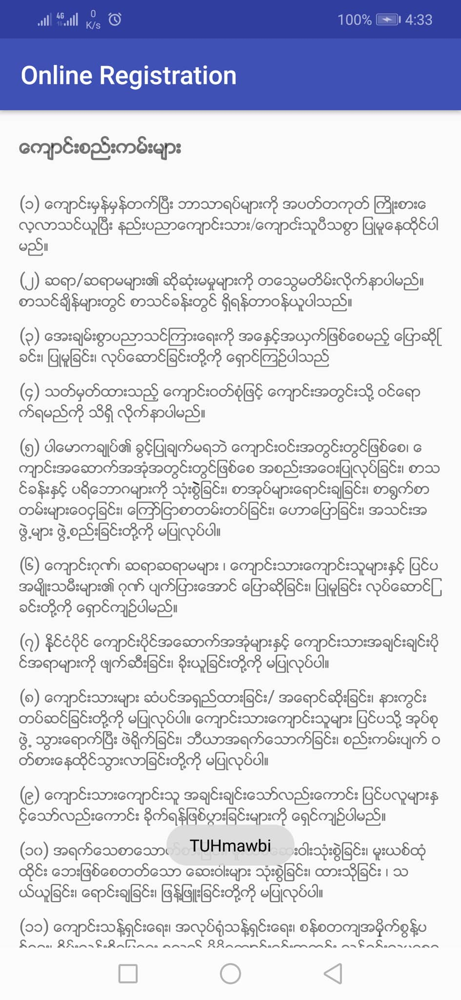 4G
0
K/s
100%
4:33
Online Registration
ကျောင်းစည်းကမ်းများ
(၁) ကျောင်းမှန်မှန်တက်ပြီး ဘာသာရပ်များကို အပတ်တကုတ် ကြိုးစားေ
လ့လာသင်ယူပြီး နည်းပညာကျောင်းသား/ကျောင်းသူပီသစွာ ပြုမူနေထိုင်ပါ
မည်။
(၂) ဆရာ/ဆရာမများ၏ ဆိုဆုံးမမှုများကို တသွေမတိမ်းလိုက်နာပါမည်။
စာသင်ချိန်များတွင် စာသင်ခန်းတွင် ရှိရန်တာဝန်ယူပါသည်။
(၃) အေးချမ်းစွာပညာသင်ကြားရေးကို အနှောင့်အယှက်ဖြစ်စေမည့် ပြောဆိုြ
ခင်း၊ ပြုမူခြင်း၊ လုပ်ဆောင်ခြင်းတို့ကို ရှောင်ကြဉ်ပါသည်
(၄) သတ်မှတ်ထားသည့် ကျောင်းဝတ်စုံဖြင့် ကျောင်းအတွင်းသို့ ဝင်ရော
က်ရမည်ကို သိရှိ လိုက်နာပါမည်။
(၅) ပါမောကချုပ်၏ ခွင့်ပြုချက်မရဘဲ ကျောင်းဝင်းအတွင်းတွင်ဖြစ်စေ၊ ေ
ကျာင်းအဆောက်အအုံအတွင်းတွင်ဖြစ်စေ အစည်းအဝေးပြုလုပ်ခြင်း၊ စာသ
င်ခန်းနှင့် ပရိဘောဂများကို သုံးစွဲခြင်း၊ စာအုပ်များရောင်းချခြင်း၊ စာရွက်စာ
တမ်းများဝေငှခြင်း၊ ကြော်ငြာစာတမ်းတပ်ခြင်း၊ ဟောပြောခြင်း၊ အသင်းအ
ဖွဲ့များ ဖွဲ့စည်းခြင်းတို့ကို မပြုလုပ်ပါ။
(၆) ကျောင်းဂုဏ်၊ ဆရာဆရာမများ ၊ ကျောင်းသားကျောင်းသူများနှင့် ပြင်ပ
အမျိုးသမီးများ၏ ဂုဏ် ပျက်ပြားအောင် ပြောဆိုခြင်း၊ ပြုမူခြင်း လုပ်ဆောင်ြ
ခင်းတို့ကို ရှောင်ကျဉ်ပါမည်။
(၇) နိုင်ငံပိုင် ကျောင်းပိုင်အဆောက်အအုံများနှင့် ကျောင်းသားအချင်းချင်းပို
င်အရာများကို ဖျက်ဆီးခြင်း၊ ခိုးယူခြင်းတို့ကို မပြုလုပ်ပါ။
(၈) ကျောင်းသားများ ဆံပင်အရှည်ထားခြင်း/ အရောင်ဆိုးခြင်း၊ နားကွင်း
တပ်ဆင်ခြင်းတို့ကို မပြုလုပ်ပါ။ ကျောင်းသားကျောင်းသူများ ပြင်ပသို့ အုပ်စု
ဖွဲ့ သွားရောက်ပြီး ဖဲရိုက်ခြင်း၊ ဘီယာအရက်သောက်ခြင်း၊ စည်းကမ်းပျက် ဝ
တ်စားနေထိုင်သွားလာခြင်းတို့ကို မပြုလုပ်ပါ။
(၉) ကျောင်းသားကျောင်းသူ အချင်းချင်းသော်လည်းကောင်း ပြင်ပလူများနှ
င့်သော်လည်းကောင်း ခိုက်ရန်ဖြစ်ပွားခြင်းများကို ရှေင်ကျဉ်ပါမည်။
TUHmawbi
(၁၀) အရက်သေစာသောက်စားခြင်း၊ မူးယစ်ဆေးဝါးသုံးစွဲခြင်း၊ မူးယစ်ထုံ
ထိုင်း ဘေးဖြစ်စေတတ်သော ဆေးဝါးများ သုံးစွဲခြင်း၊ ထားသိုခြင်း ၊ သ
ယ်ယူခြင်း၊ ရောင်းချခြင်း၊ ဖြန့်ဖြူးခြင်းတို့ကို မပြုလုပ်ပါ။
(၁၁) ကျောင်းသန့်ရှင်းရေး၊ အလုပ်ရုံသန့်ရှင်းရေး၊ စန်စတကျအမှိုက်စွန့်ပ